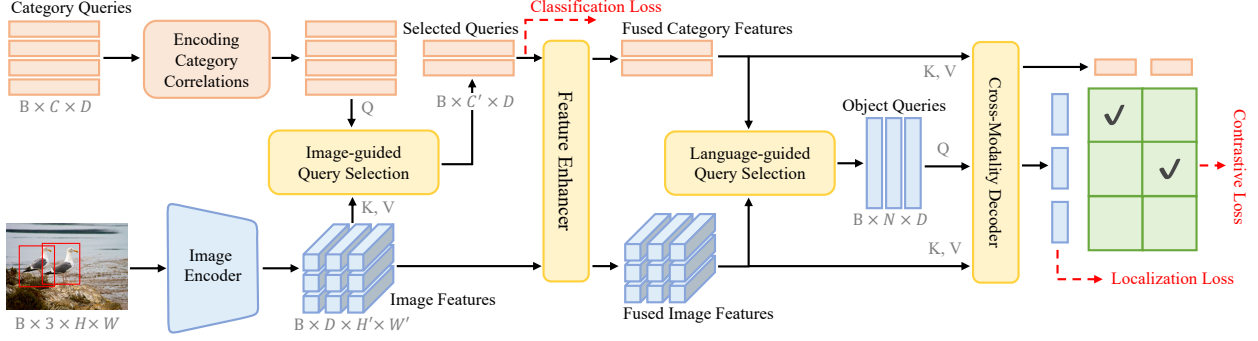 Category Queries
B × C × D
Encoding
Category
Correlations
Q
Image-guided
Query Selection
K, V
Selected Queries
B × C′ × D
Classification Loss
B × 3 × H × W
Image
Encoder
Image Features
B × D × H′ × W′
Feature Enhancer
Fused Category Features
K, V
Language-guided
Query Selection
Object Queries
B × N × D
Q
Fused Image Features
K, V
Cross-Modality Decoder
Contrastive Loss
Localization Loss